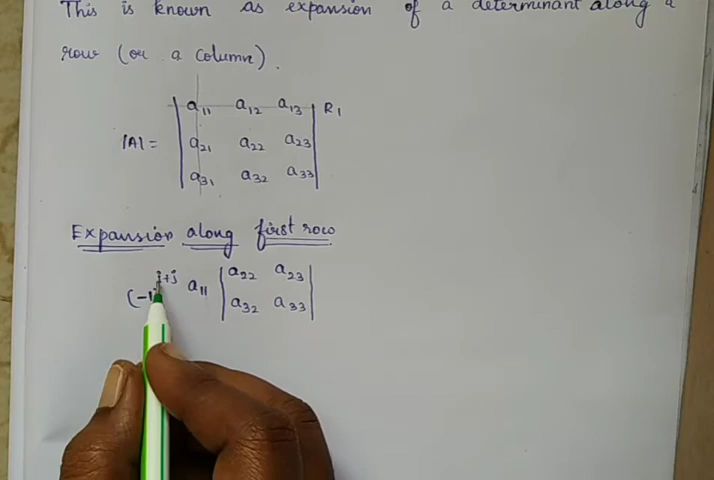 This is known as expansion of a determinant along a
row (or a column).
|A| = | a₁₁ a₁₂ a₁₃ | R₁
a₂₁ a₂₂ a₂₃
a₃₁ a₃₂ a₃₃
Expansion along first row
(-1)^(i+j) a₁₁ | a₂₂ a₂₃ |
a₃₂ a₃₃